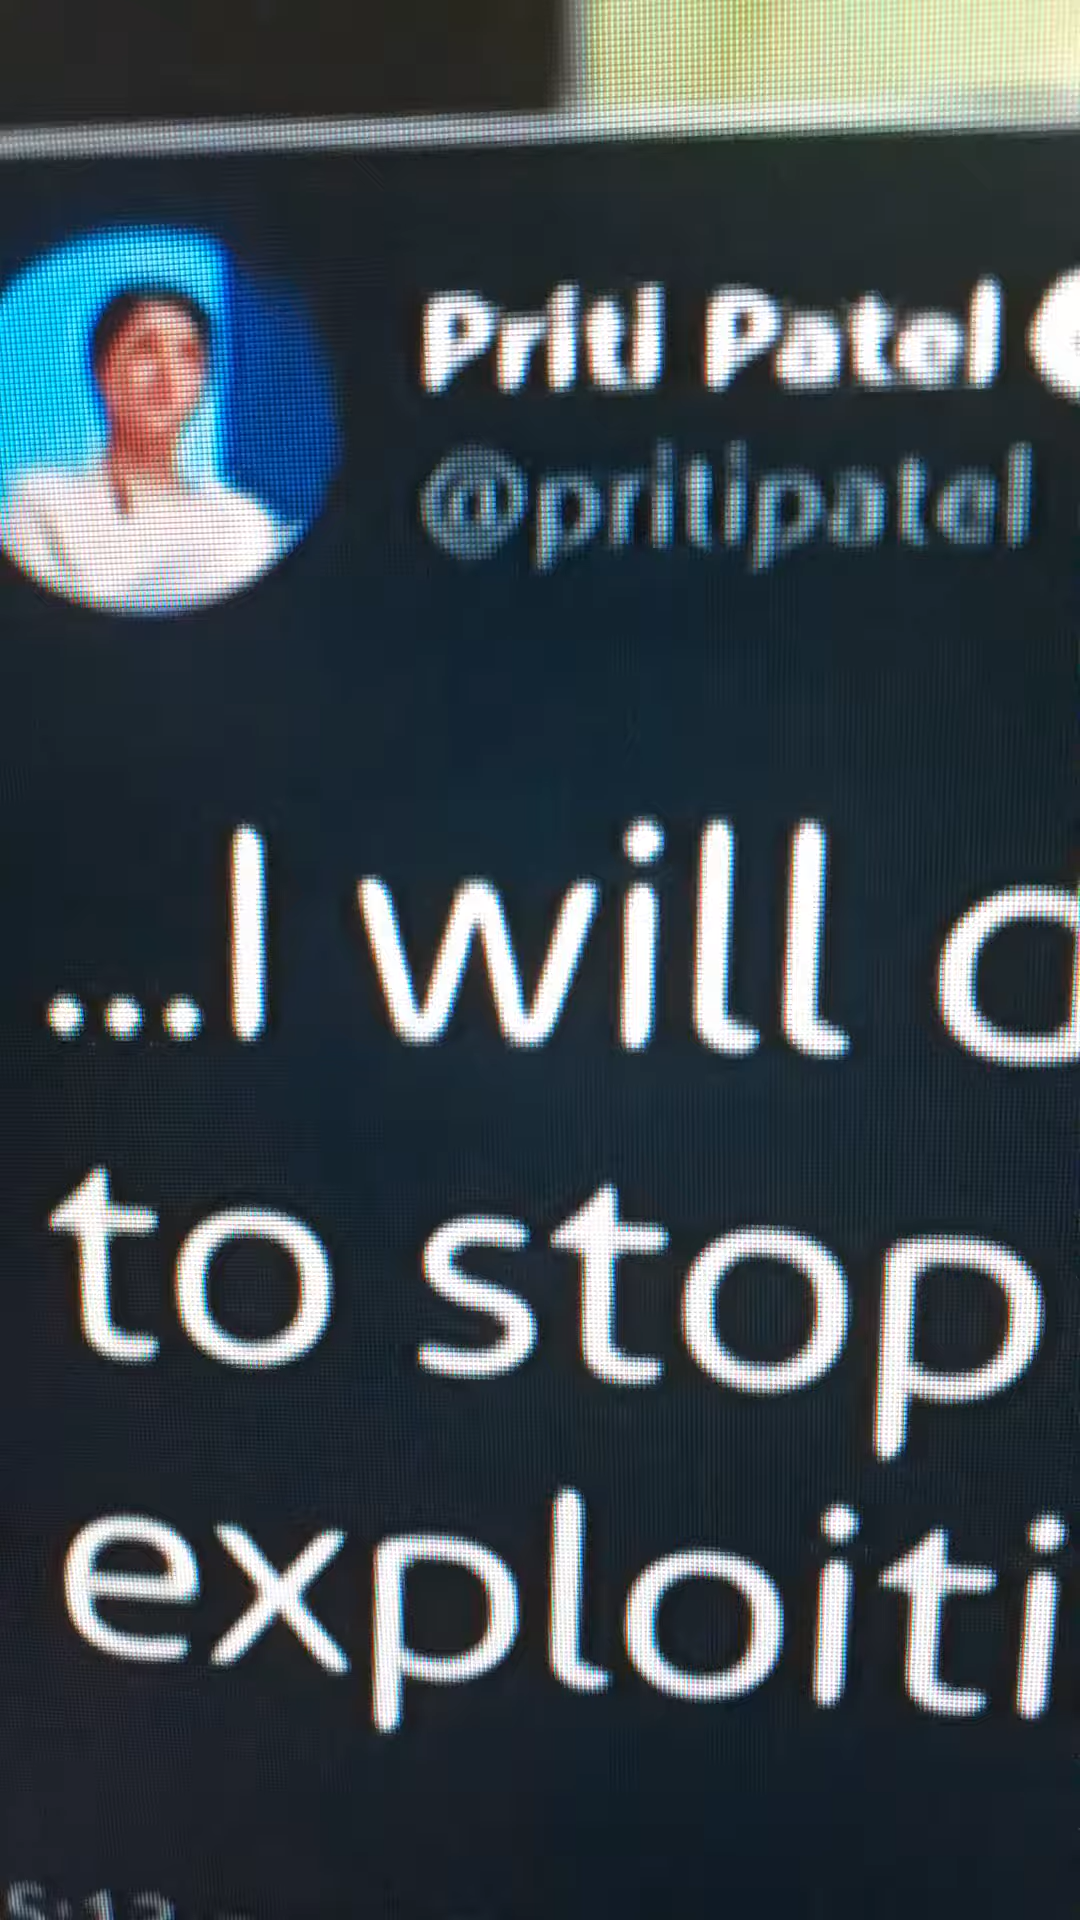 Priti Patel
@pritipatel
...I will
to stop
exploiti